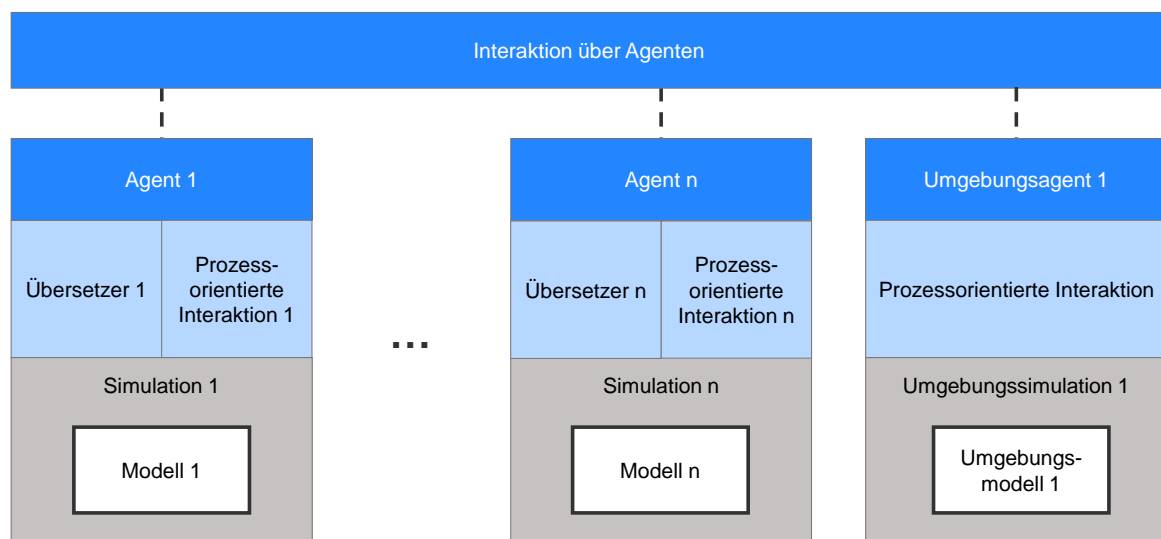 Interaktion über Agenten
Agent 1
Übersetzer 1
Prozess-
orientierte
Interaktion 1
Simulation 1
Modell 1
...
Agent n
Übersetzer n
Prozess-
orientierte
Interaktion n
Simulation n
Modell n
Umgebungsagent 1
Prozessorientierte Interaktion
Umgebungssimulation 1
Umgebungs-
modell 1